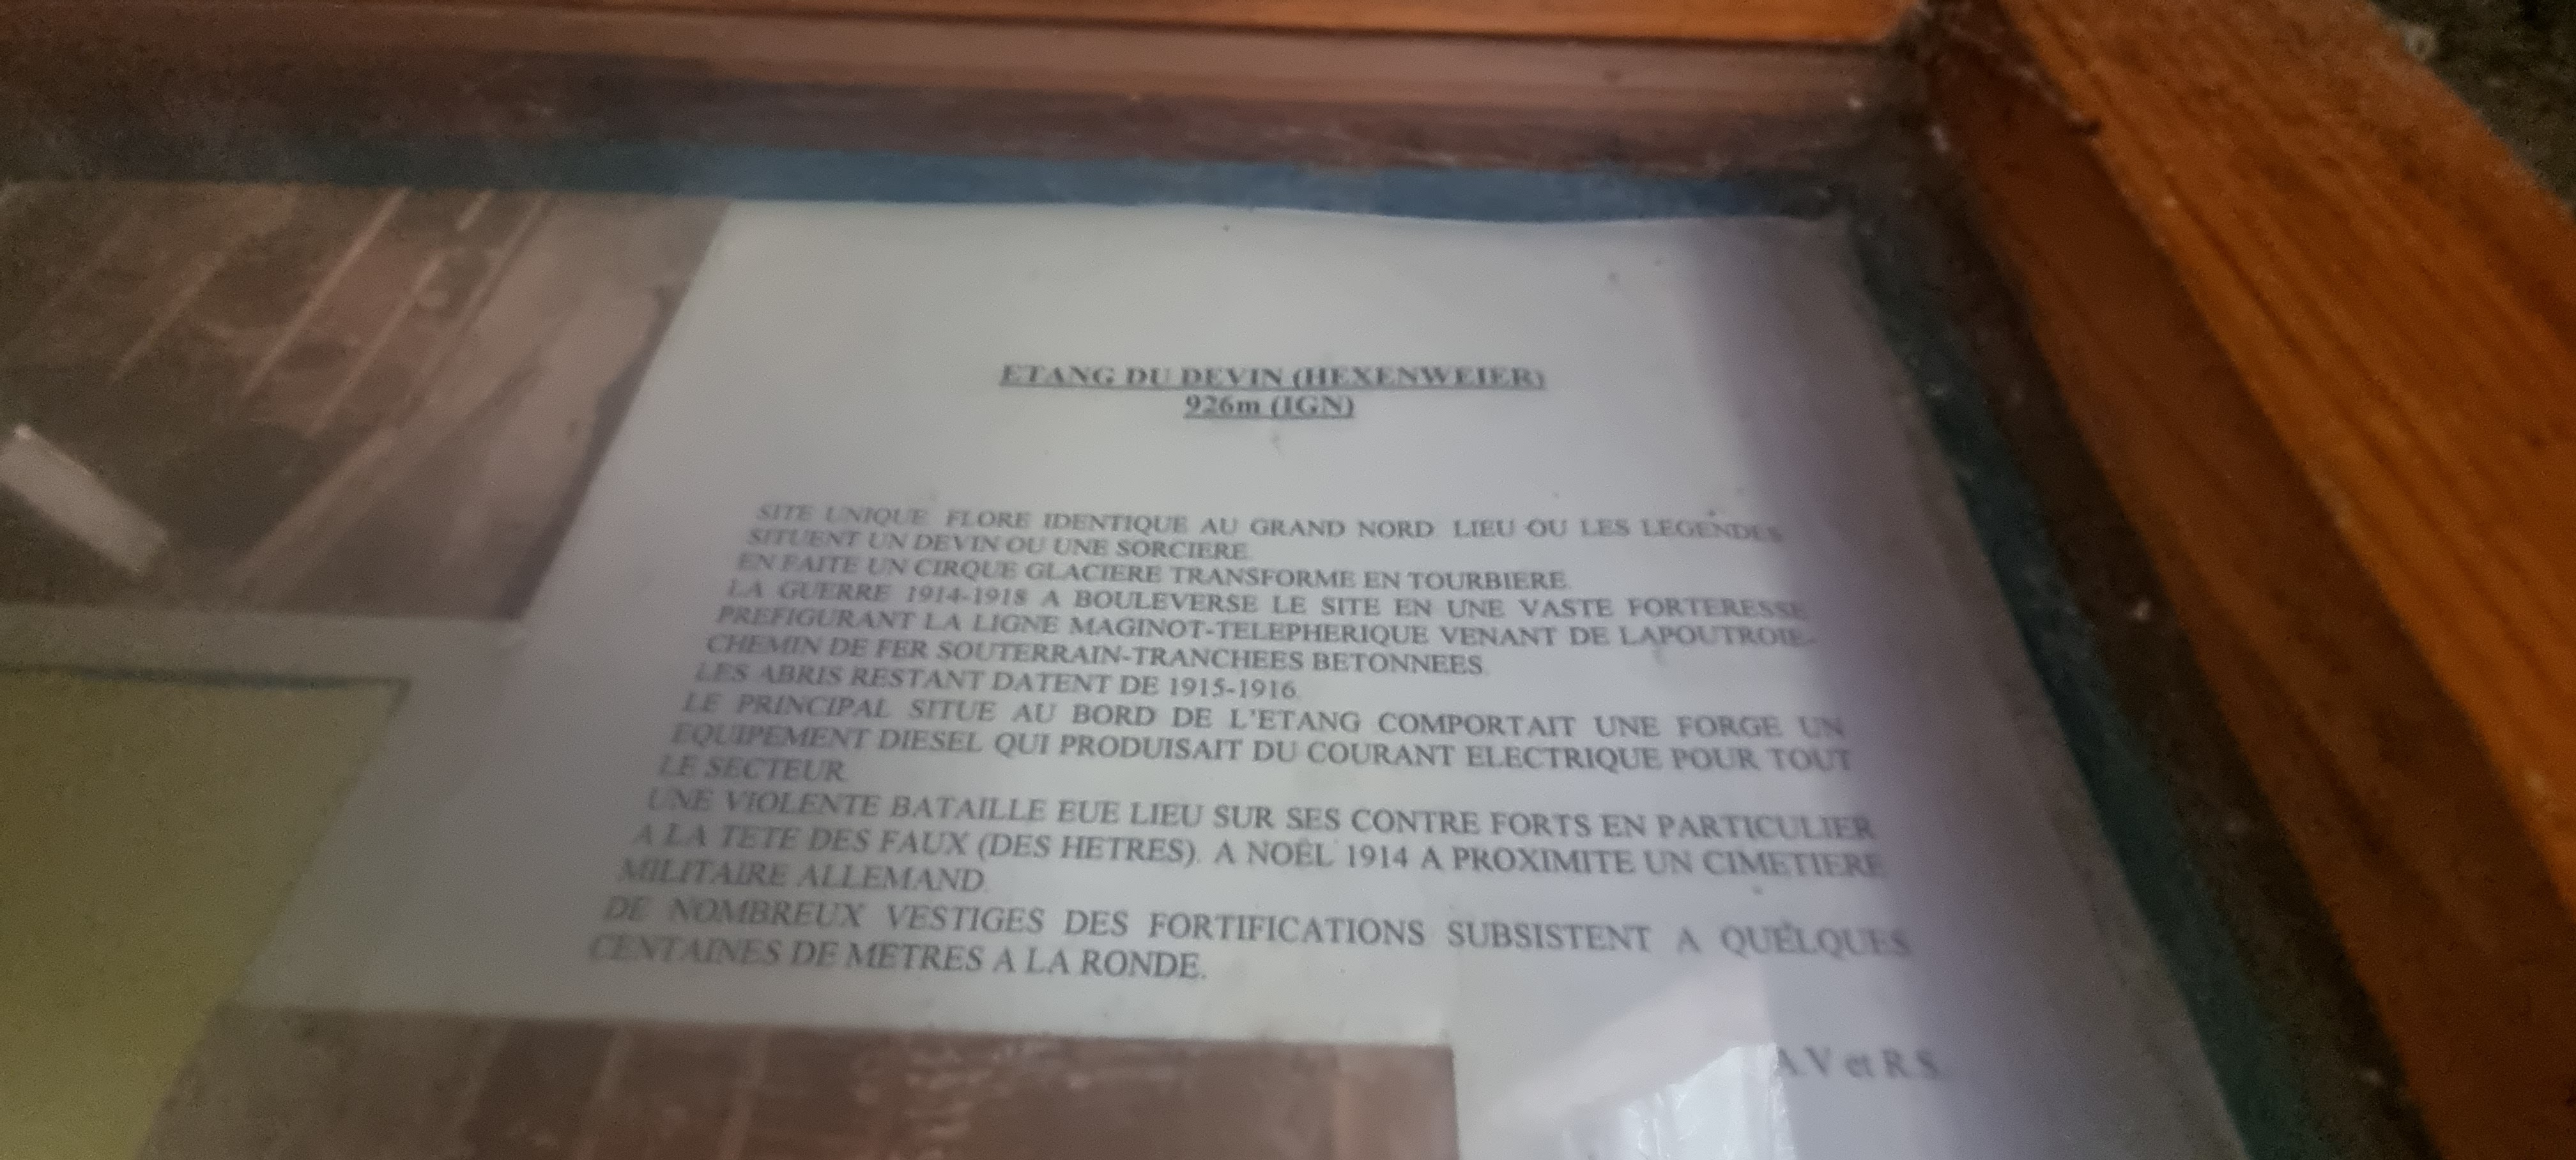 ETANG DU DEVIN (HEXENWEIER)
926m (IGN)
SITE UNIQUE FLORE IDENTIQUE AU GRAND NORD LIEU OU LES LEGENDES
SITUENT UN DEVIN OU UNE SORCIERE.
EN FAITE UN CIRQUE GLACIERE TRANSFORME EN TOURBIERE.
LA GUERRE 1914-1918 A BOULEVERSE LE SITE EN UNE VASTE FORTERESSE
PREFIGURANT LA LIGNE MAGINOT-TELEPHERIQUE VENANT DE LAPOUTROIE-
CHEMIN DE FER SOUTERRAIN-TRANCHEES BETONNEES.
LES ABRIS RESTANT DATENT DE 1915-1916.
LE PRINCIPAL SITUE AU BORD DE L'ETANG COMPORTAIT UNE FORGE UN
EQUIPEMENT DIESEL QUI PRODUISAIT DU COURANT ELECTRIQUE POUR TOUT
LE SECTEUR.
UNE VIOLENTE BATAILLE EUE LIEU SUR SES CONTRE FORTS EN PARTICULIER
A LA TETE DES FAUX (DES HETRES). A NOËL 1914 A PROXIMITE UN CIMETIERE
MILITAIRE ALLEMAND.
DE NOMBREUX VESTIGES DES FORTIFICATIONS SUBSISTENT A QUELQUES
CENTAINES DE METRES A LA RONDE.
A.V et R.S.